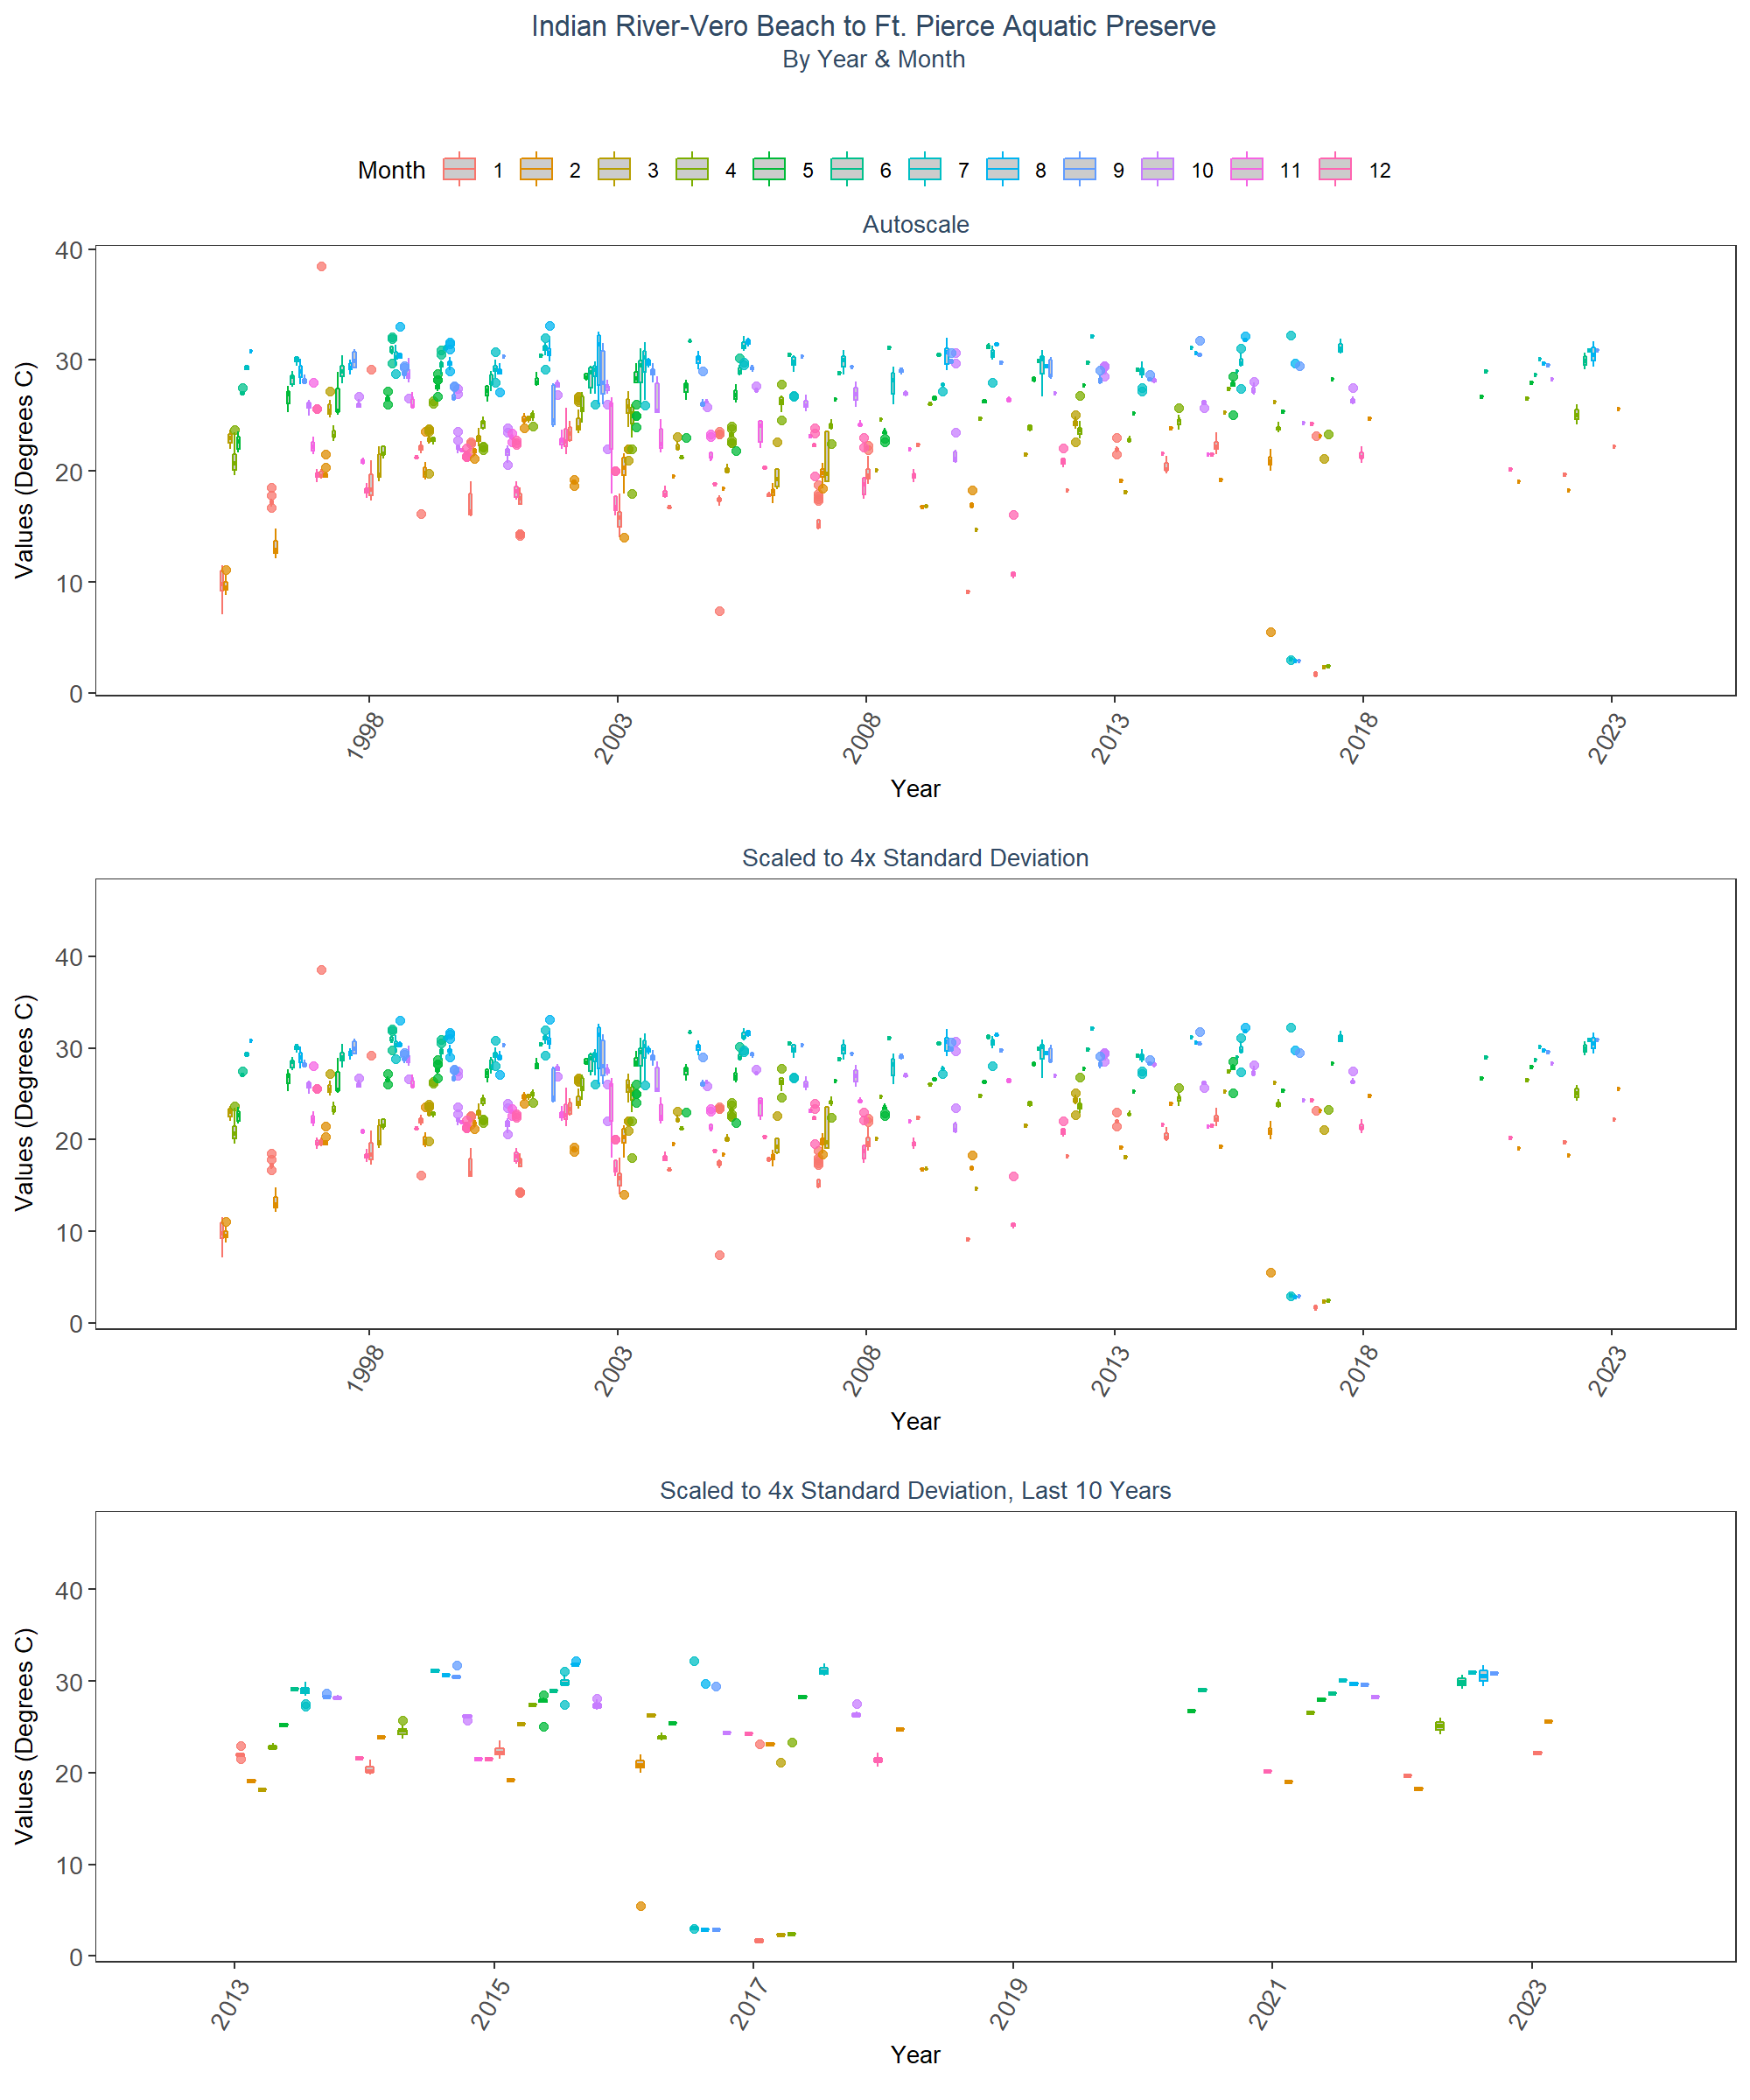 Indian River-Vero Beach to Ft. Pierce Aquatic Preserve
By Year & Month
Month 1 2 3 4 5 6 7 8 9 10 11 12
Autoscale
Values (Degrees C)
40
30
20
10
0
1998 2003 2008 2013 2018 2023
Year
Scaled to 4x Standard Deviation
Values (Degrees C)
40
30
20
10
0
1998 2003 2008 2013 2018 2023
Year
Scaled to 4x Standard Deviation, Last 10 Years
Values (Degrees C)
40
30
20
10
0
2013 2015 2017 2019 2021 2023
Year